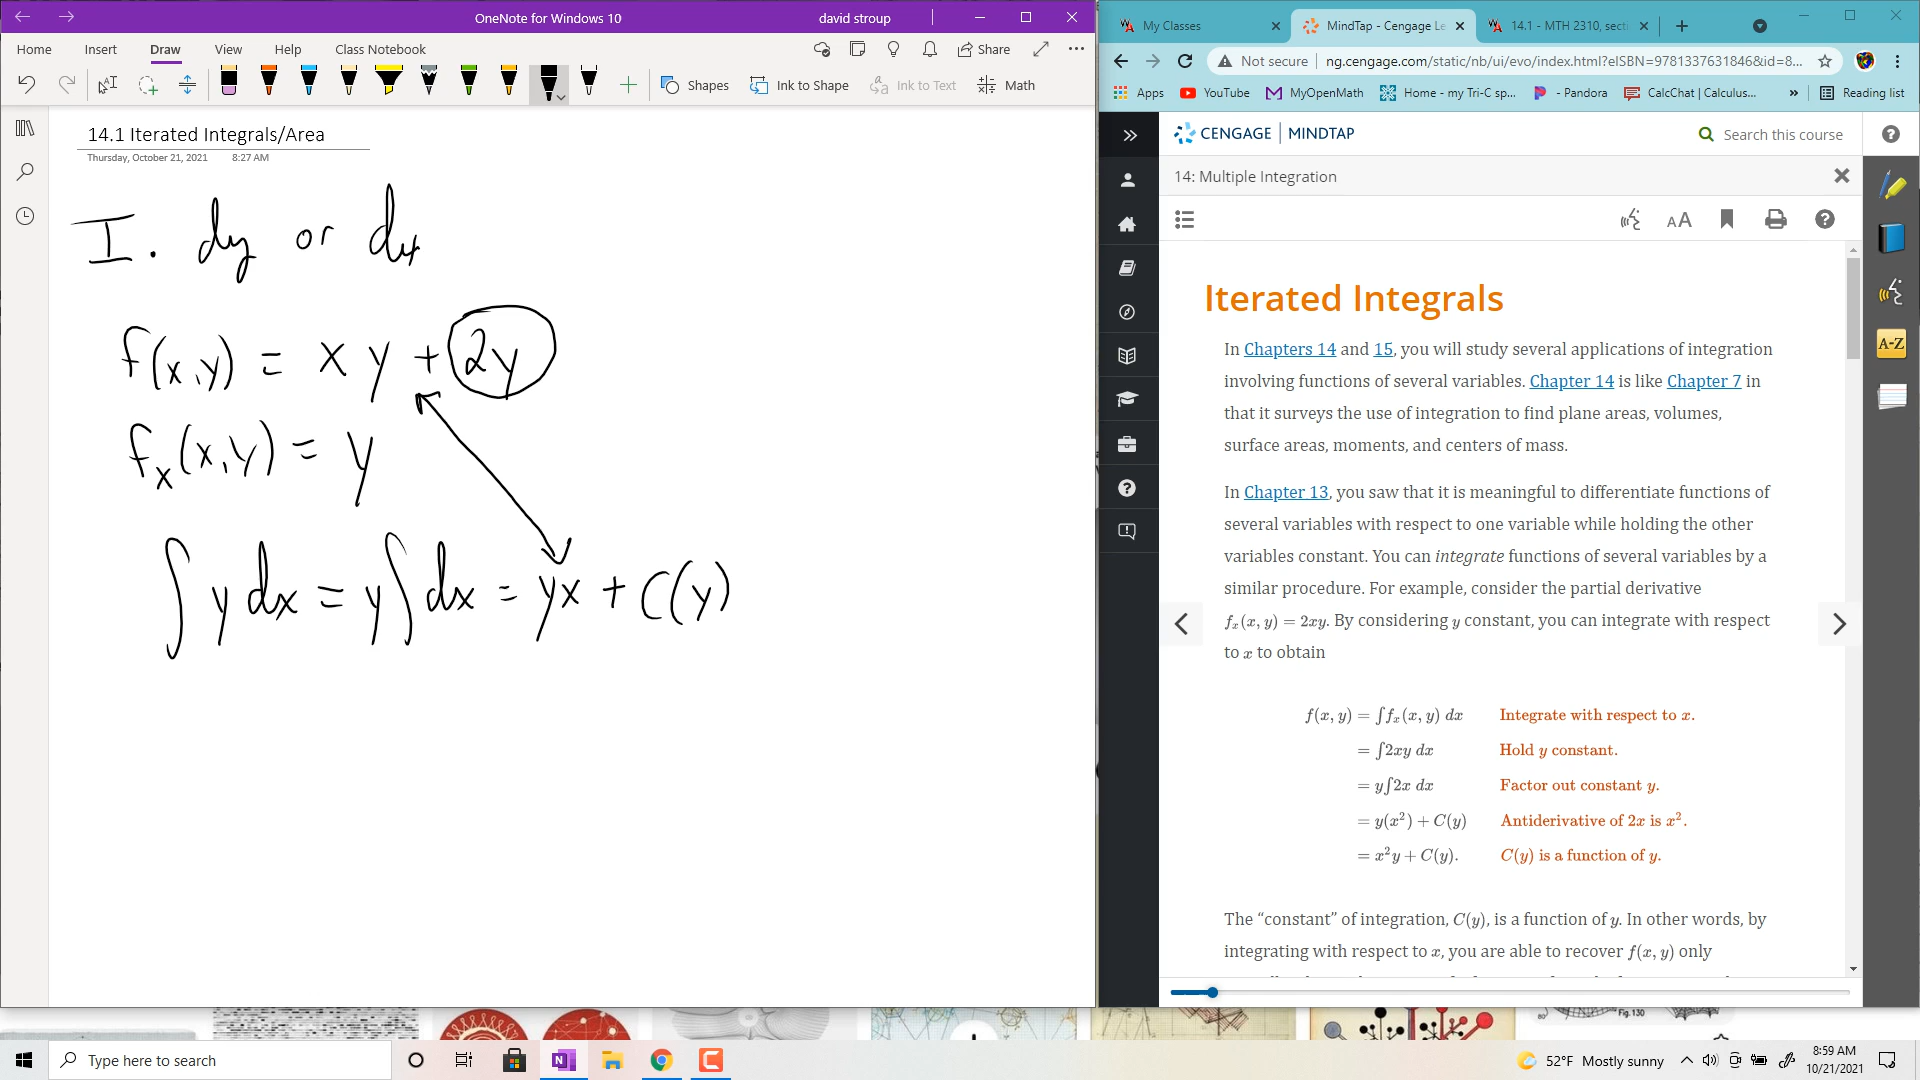 OneNote for Windows 10
david stroup
Home Insert Draw View Help Class Notebook
Share
Shapes Ink to Shape Ink to Text Math
14.1 Iterated Integrals/Area
Thursday, October 21, 2021 8:27 AM
I. dy or dx
f(x,y) = xy + 2y
fₓ(x,y) = y
∫ y dx = y ∫ dx = yx + C(y)
My Classes
MindTap - Cengage Le
14.1 - MTH 2310, secti
Not secure ng.cengage.com/static/nb/ui/evo/index.html?eISBN=9781337631846&id=8...
Apps YouTube MyOpenMath Home - my Tri-C sp... - Pandora CalcChat | Calculus... » Reading list
CENGAGE | MINDTAP
Search this course
14: Multiple Integration
AA
A-Z
Iterated Integrals
In Chapters 14 and 15, you will study several applications of integration
involving functions of several variables. Chapter 14 is like Chapter 7 in
that it surveys the use of integration to find plane areas, volumes,
surface areas, moments, and centers of mass.
In Chapter 13, you saw that it is meaningful to differentiate functions of
several variables with respect to one variable while holding the other
variables constant. You can integrate functions of several variables by a
similar procedure. For example, consider the partial derivative
fₓ(x, y) = 2xy. By considering y constant, you can integrate with respect
to x to obtain
f(x, y) = ∫fₓ(x, y) dx Integrate with respect to x.
= ∫2xy dx Hold y constant.
= y∫2x dx Factor out constant y.
= y(x²) + C(y) Antiderivative of 2x is x².
= x²y + C(y). C(y) is a function of y.
The “constant” of integration, C(y), is a function of y. In other words, by
integrating with respect to x, you are able to recover f(x, y) only
Fig. 130
Type here to search
52°F Mostly sunny
8:59 AM
10/21/2021